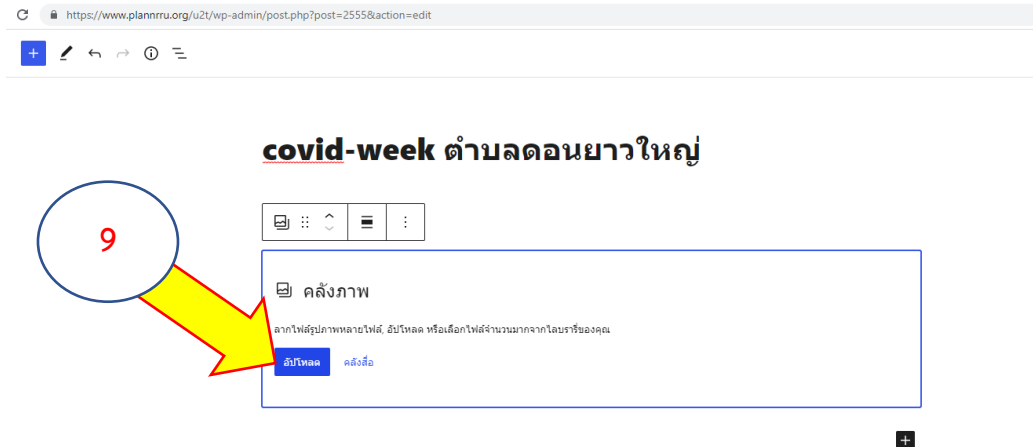 https://www.plannrru.org/u2t/wp-admin/post.php?post=2555&action=edit
covid-week ตำบลดอนยาวใหญ่
9
คลังภาพ
ลากไฟล์รูปภาพหลายไฟล์, อัปโหลด หรือเลือกไฟล์จำนวนมากจากไลบรารี่ของคุณ
อัปโหลด คลังสื่อ